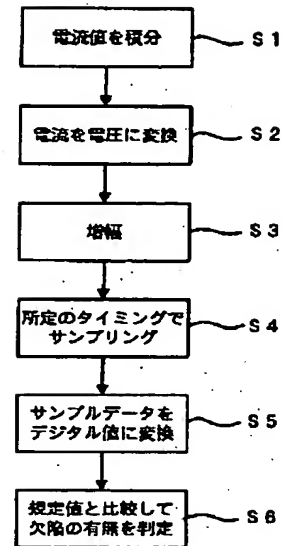 電流値を積分
S1
電流を電圧に変換
S2
増幅
S3
所定のタイミングで
サンプリング
S4
サンプルデータを
デジタル値に変換
S5
規定値と比較して
欠陥の有無を判定
S6